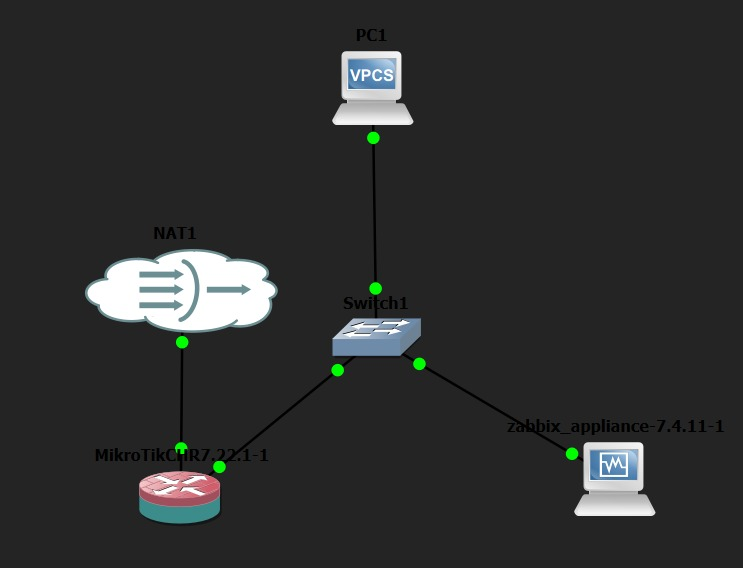 PC1
VPCS
NAT1
Switch1
zabbix_appliance-7.4.11-1
MikroTikCHR7.22.1-1